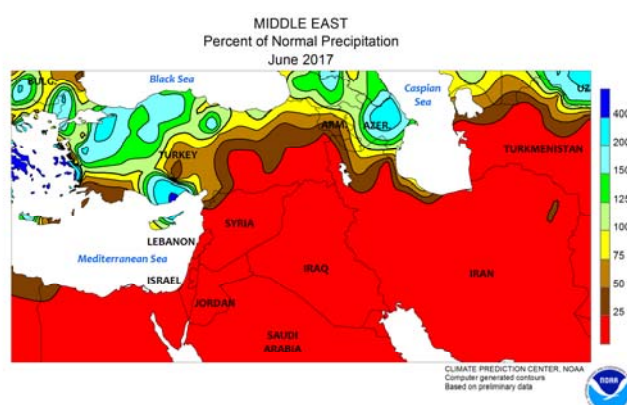 MIDDLE EAST
Percent of Normal Precipitation
June 2017
BULG.
Black Sea
Caspian
Sea
UZ
ARM.
AZER.
TURKEY
TURKMENISTAN
SYRIA
LEBANON
Mediterranean Sea
ISRAEL
IRAQ
IRAN
JORDAN
SAUDI
ARABIA
400
200
150
125
100
75
50
25
CLIMATE PREDICTION CENTER, NOAA
Computer generated contours
Based on preliminary data
NOAA